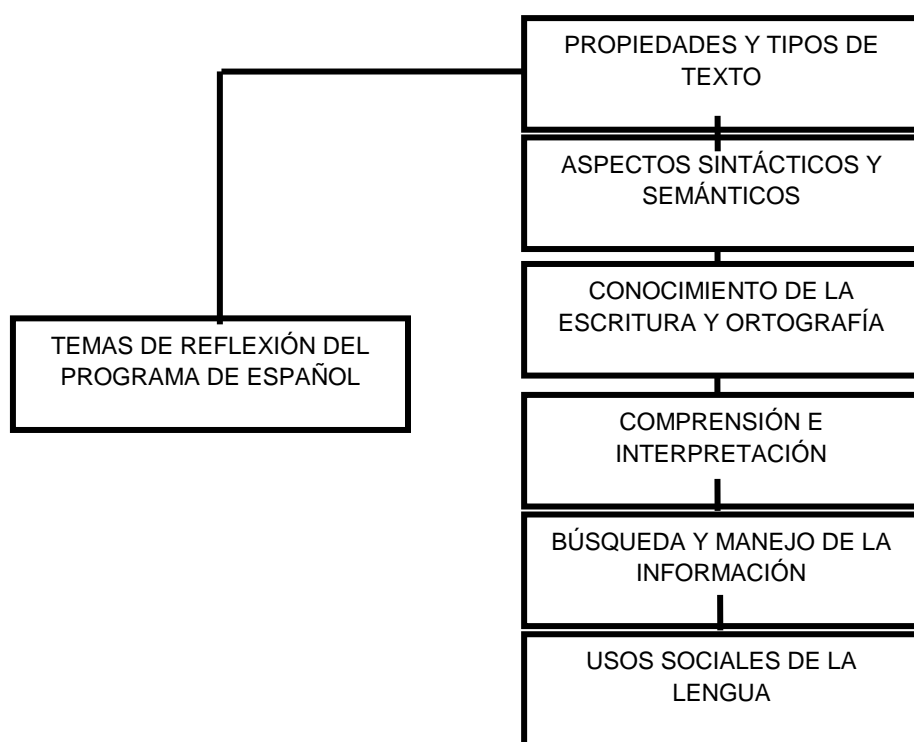 PROPIEDADES Y TIPOS DE
TEXTO
ASPECTOS SINTÁCTICOS Y
SEMÁNTICOS
CONOCIMIENTO DE LA
ESCRITURA Y ORTOGRAFÍA
TEMAS DE REFLEXIÓN DEL
PROGRAMA DE ESPAÑOL
COMPRENSIÓN E
INTERPRETACIÓN
BÚSQUEDA Y MANEJO DE LA
INFORMACIÓN
USOS SOCIALES DE LA
LENGUA